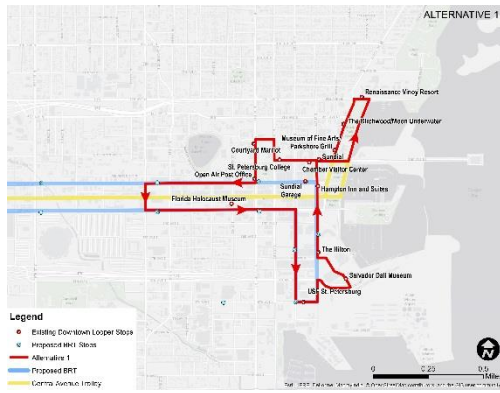 ALTERNATIVE 1
Renaissance Vinoy Resort
The Birchwood/Moon Underwater
Museum of Fine Arts
Parkshore Grill
Courtyard Marriot
Sundial
St. Petersburg College
Chamber Visitor Center
Open Air Post Office
Sundial
Garage
Hampton Inn and Suites
Florida Holocaust Museum
The Hilton
Salvador Dali Museum
USF St. Petersburg
Legend
Existing Downtown Looper Stops
Proposed BRT Stops
Alternative 1
Proposed BRT
Central Avenue Trolley
N
0 0.25 0.5
Miles